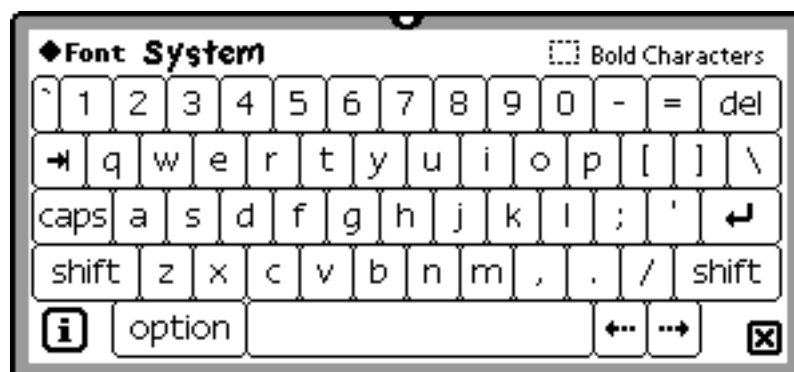 ◆Font System Bold Characters
` 1 2 3 4 5 6 7 8 9 0 - = del
q w e r t y u i o p [ ] \
caps a s d f g h j k l ; '
shift z x c v b n m , . / shift
i option